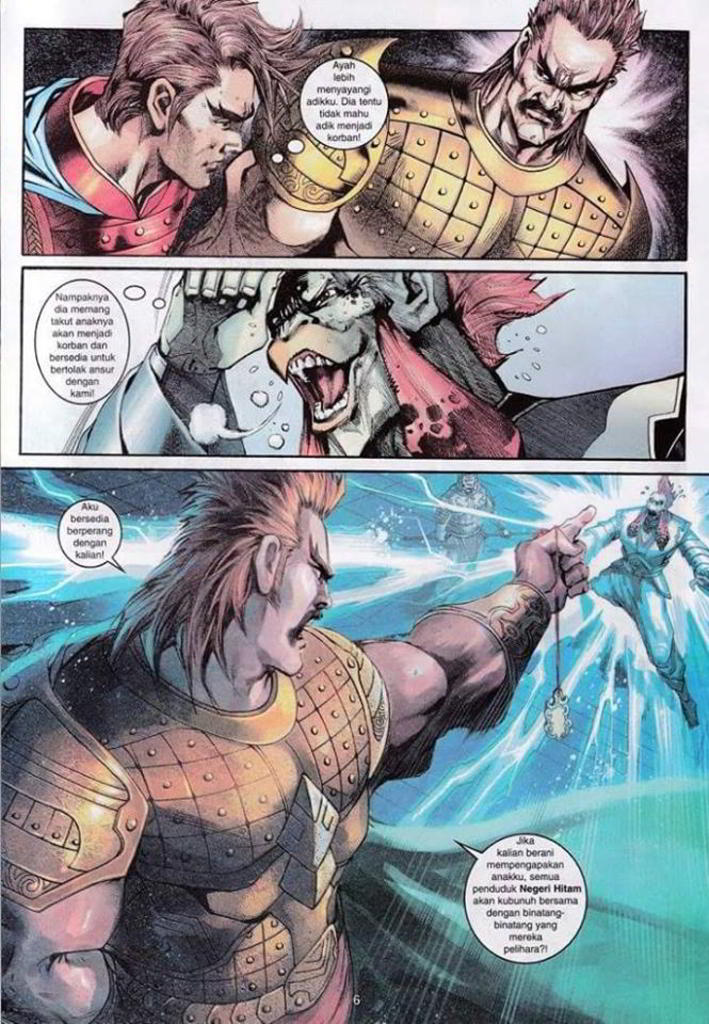 Ayah
lebih
menyayangi
adikku. Dia tentu
tidak mahu
adik menjadi
korban!
Nampaknya
dia memang
takut anaknya
akan menjadi
korban dan
bersedia untuk
bertolak ansur
dengan
kami!
Aku
bersedia
berperang
dengan
kalian!
Jika
kalian berani
mempengapakan
anakku, semua
penduduk Negeri Hitam
akan kubunuh bersama
dengan binatang-
binatang yang
mereka
pelihara?!
6